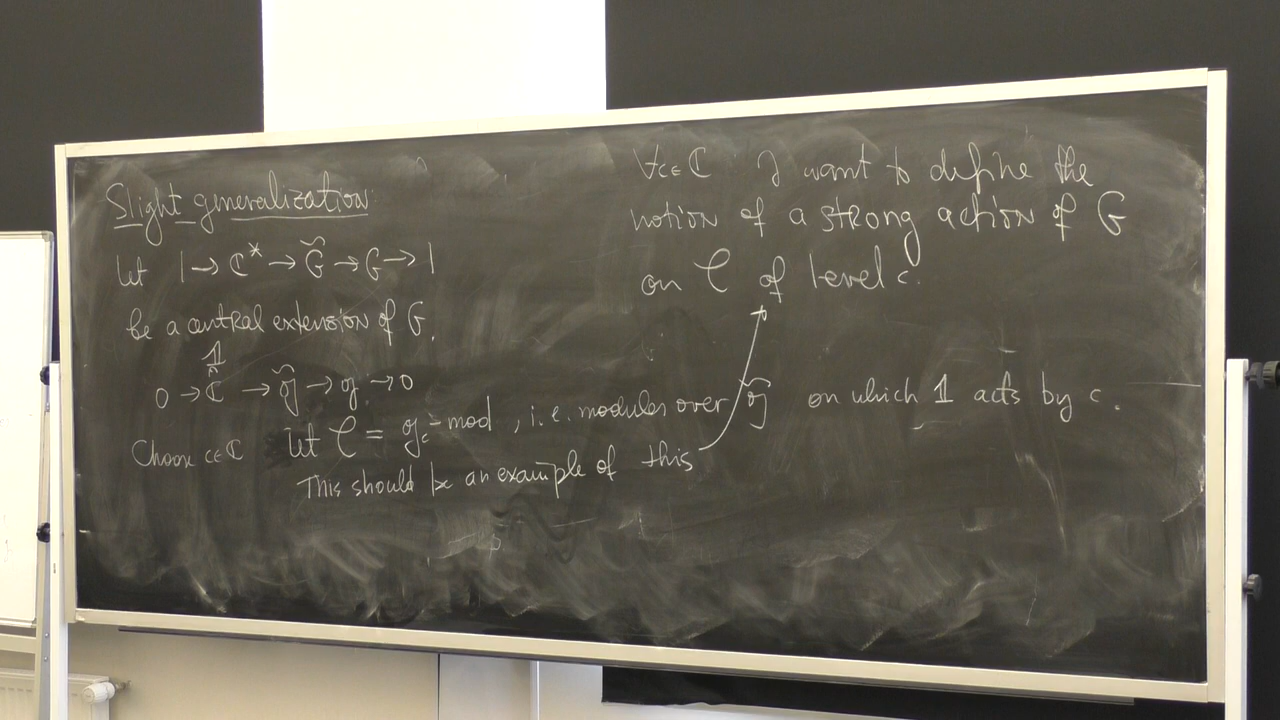 Slight generalization:
Let 1 → ℂ* → G̃ → G → 1
be a central extension of G.
𝟙
0 → ℂ → 𝔤̃ → 𝔤 → 0
Choose c∈ℂ Let 𝒞 = 𝔤̃_c-mod, i.e. modules over 𝔤̃ on which 𝟙 acts by c.
This should be an example of this
∀c∈ℂ I want to define the
notion of a strong action of G
on 𝒞 of level c.